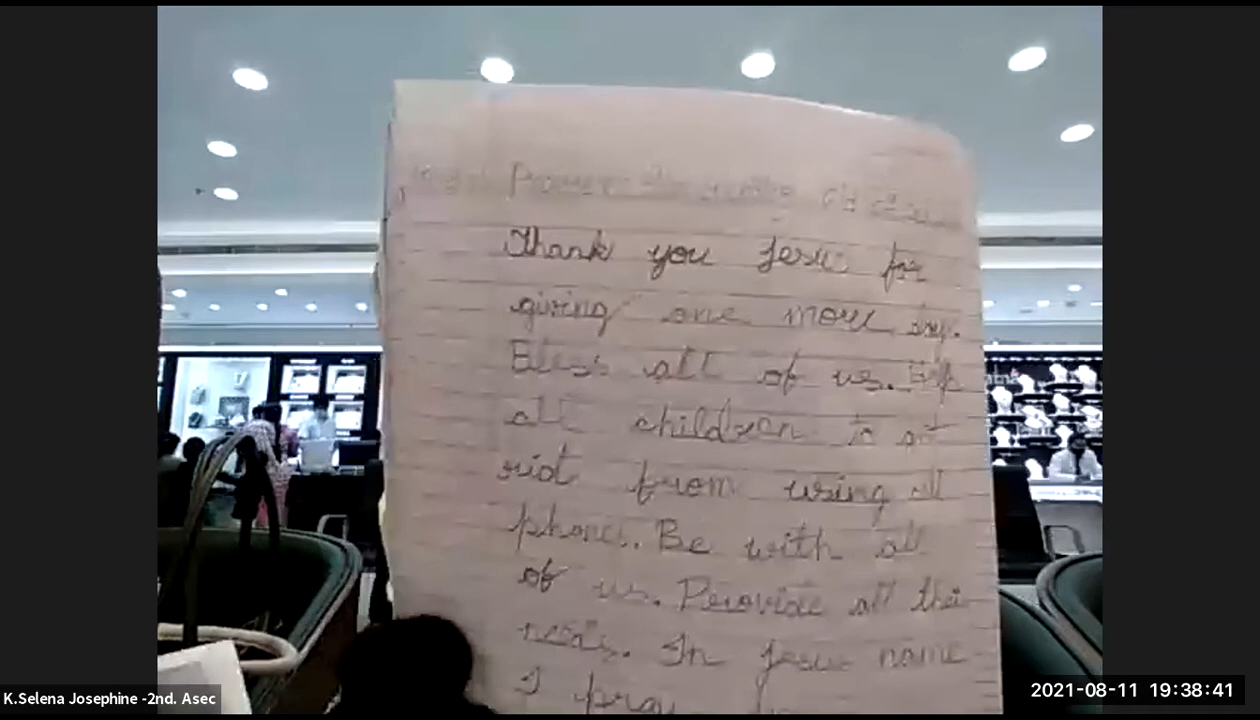 Prayer
Thank you Jesus for
giving one more day.
Bless all of us. Help
all children to get
rid from using all
phones. Be with all
of us. Provide all the
needs. In Jesus name
I pray
K.Selena Josephine -2nd. Asec
2021-08-11 19:38:41